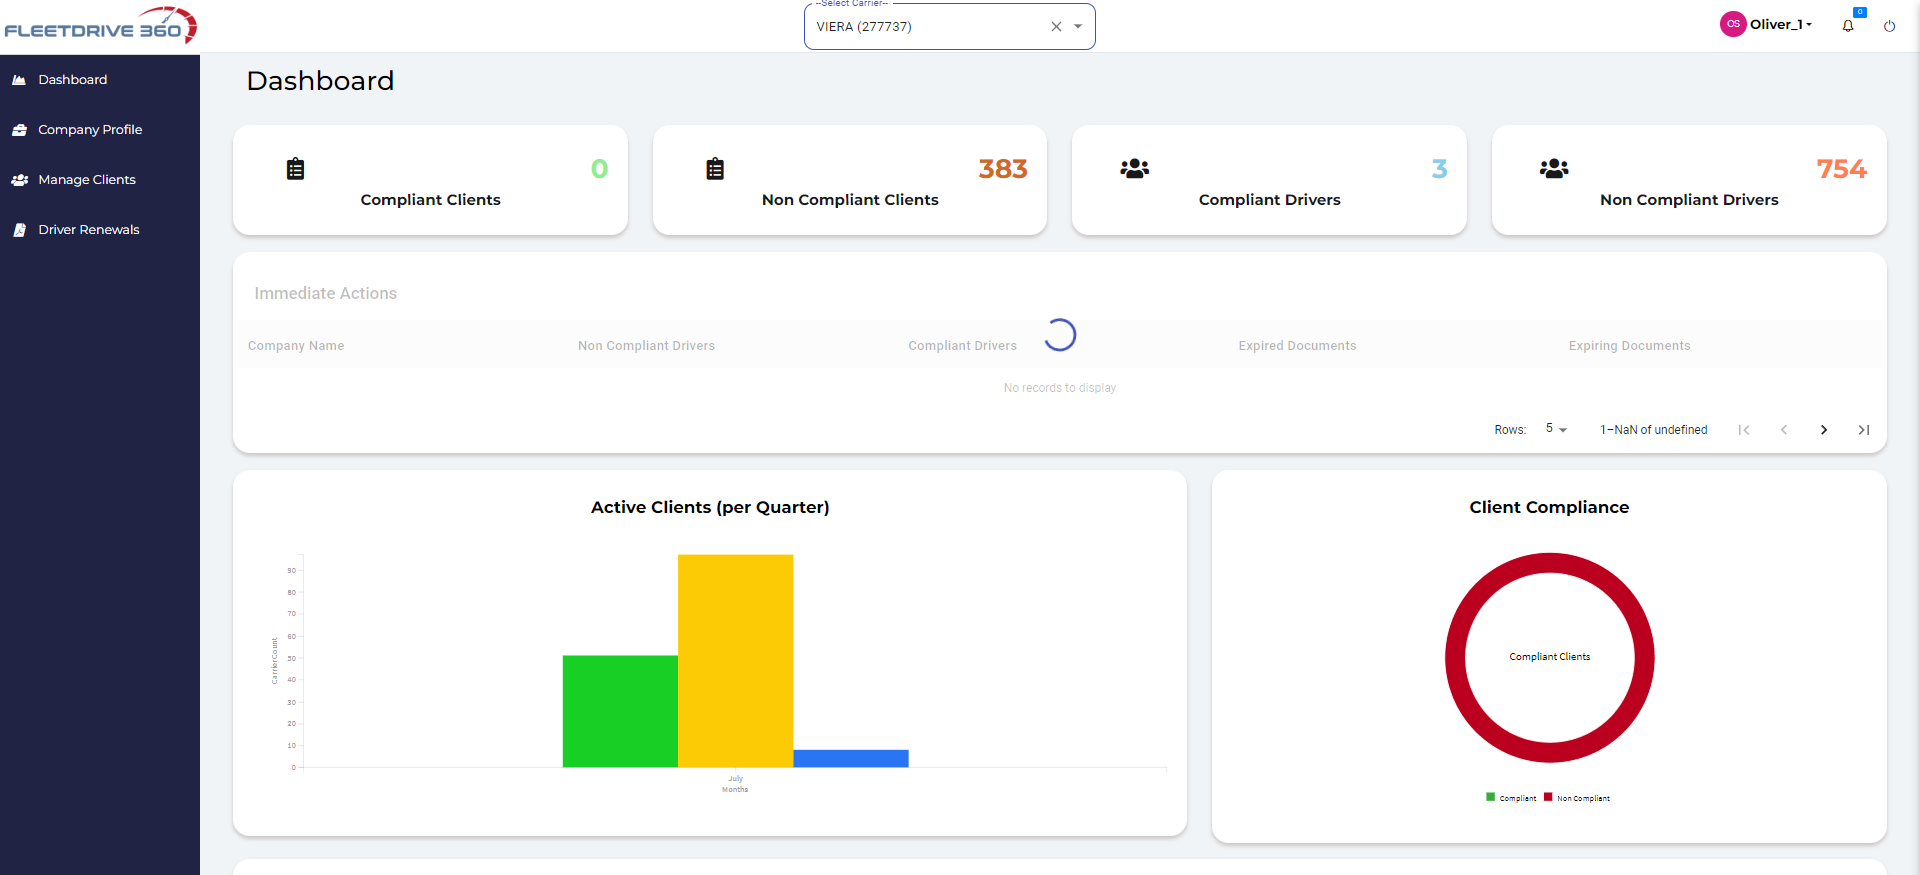 FLEETDRIVE 360
--Select Carrier--
VIERA (277737)
OS
Oliver_1
0
Dashboard
Company Profile
Manage Clients
Driver Renewals
Dashboard
0
Compliant Clients
383
Non Compliant Clients
3
Compliant Drivers
754
Non Compliant Drivers
Immediate Actions
Company Name
Non Compliant Drivers
Compliant Drivers
Expired Documents
Expiring Documents
No records to display
Rows:
5
1–NaN of undefined
Active Clients (per Quarter)
90
80
70
60
50
40
30
20
10
0
CarrierCount
July
Months
Client Compliance
Compliant Clients
Compliant
Non Compliant